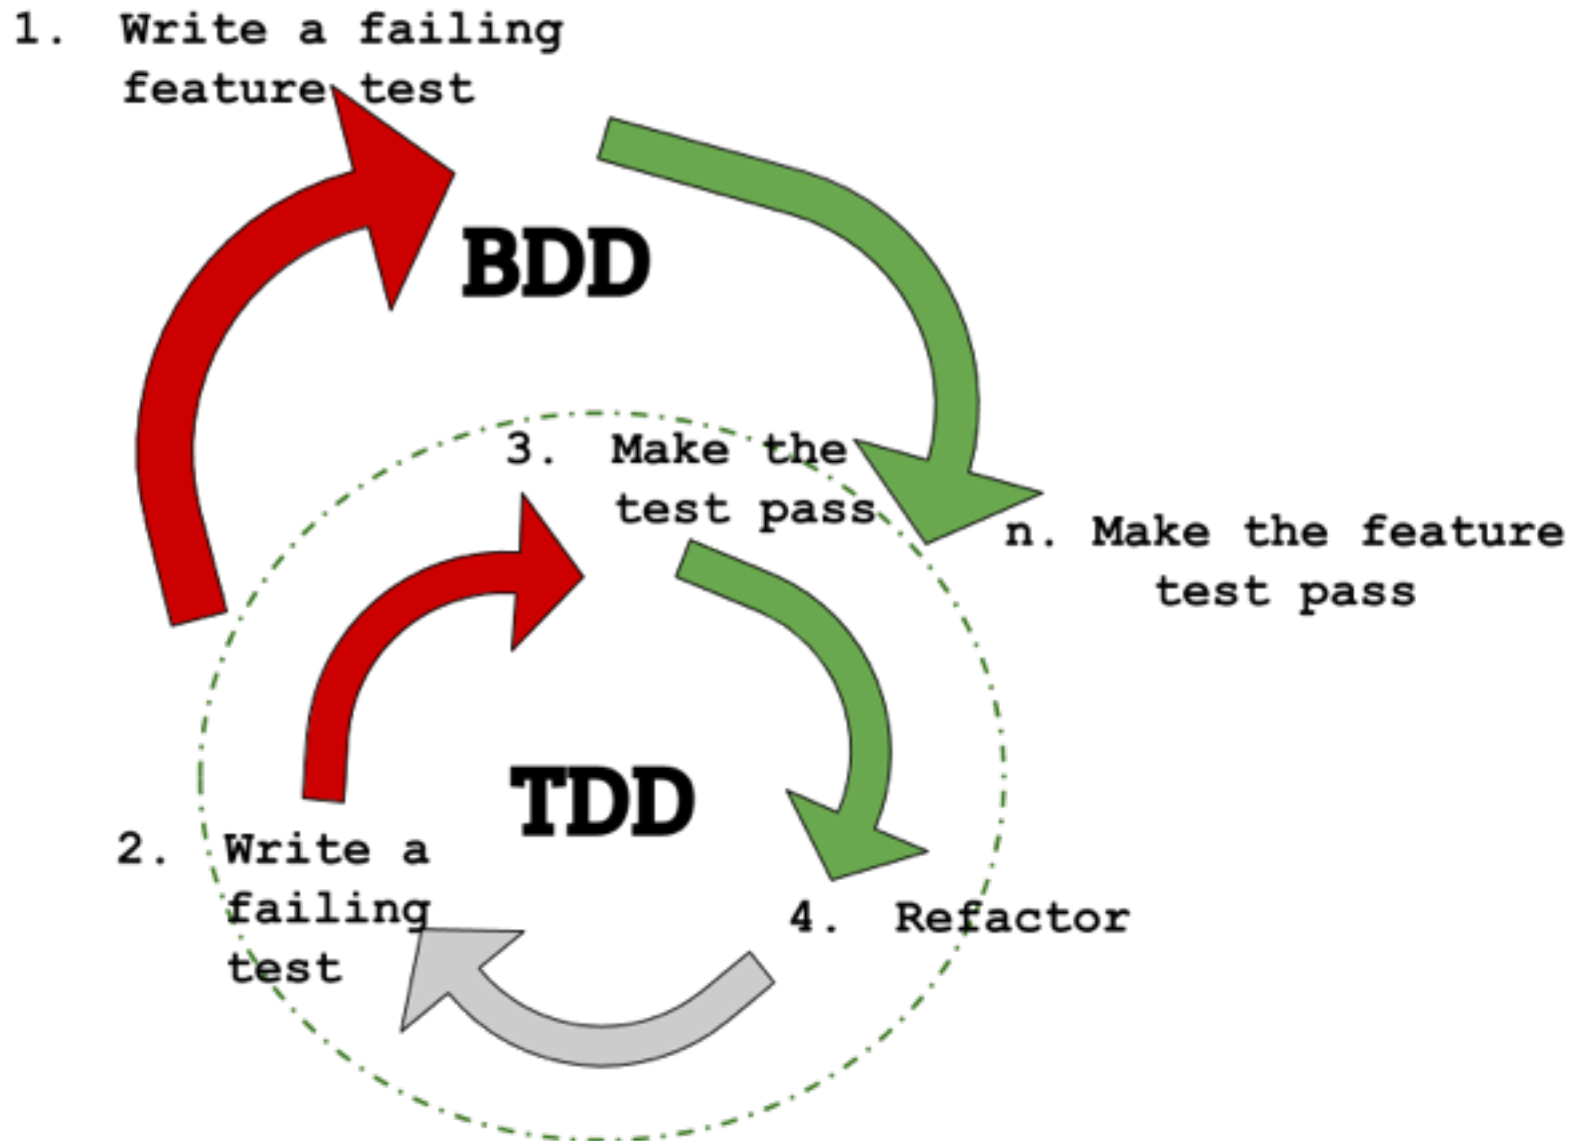 1. Write a failing
feature test
BDD
3. Make the
test pass
n. Make the feature
test pass
TDD
2. Write a
failing
test
4. Refactor